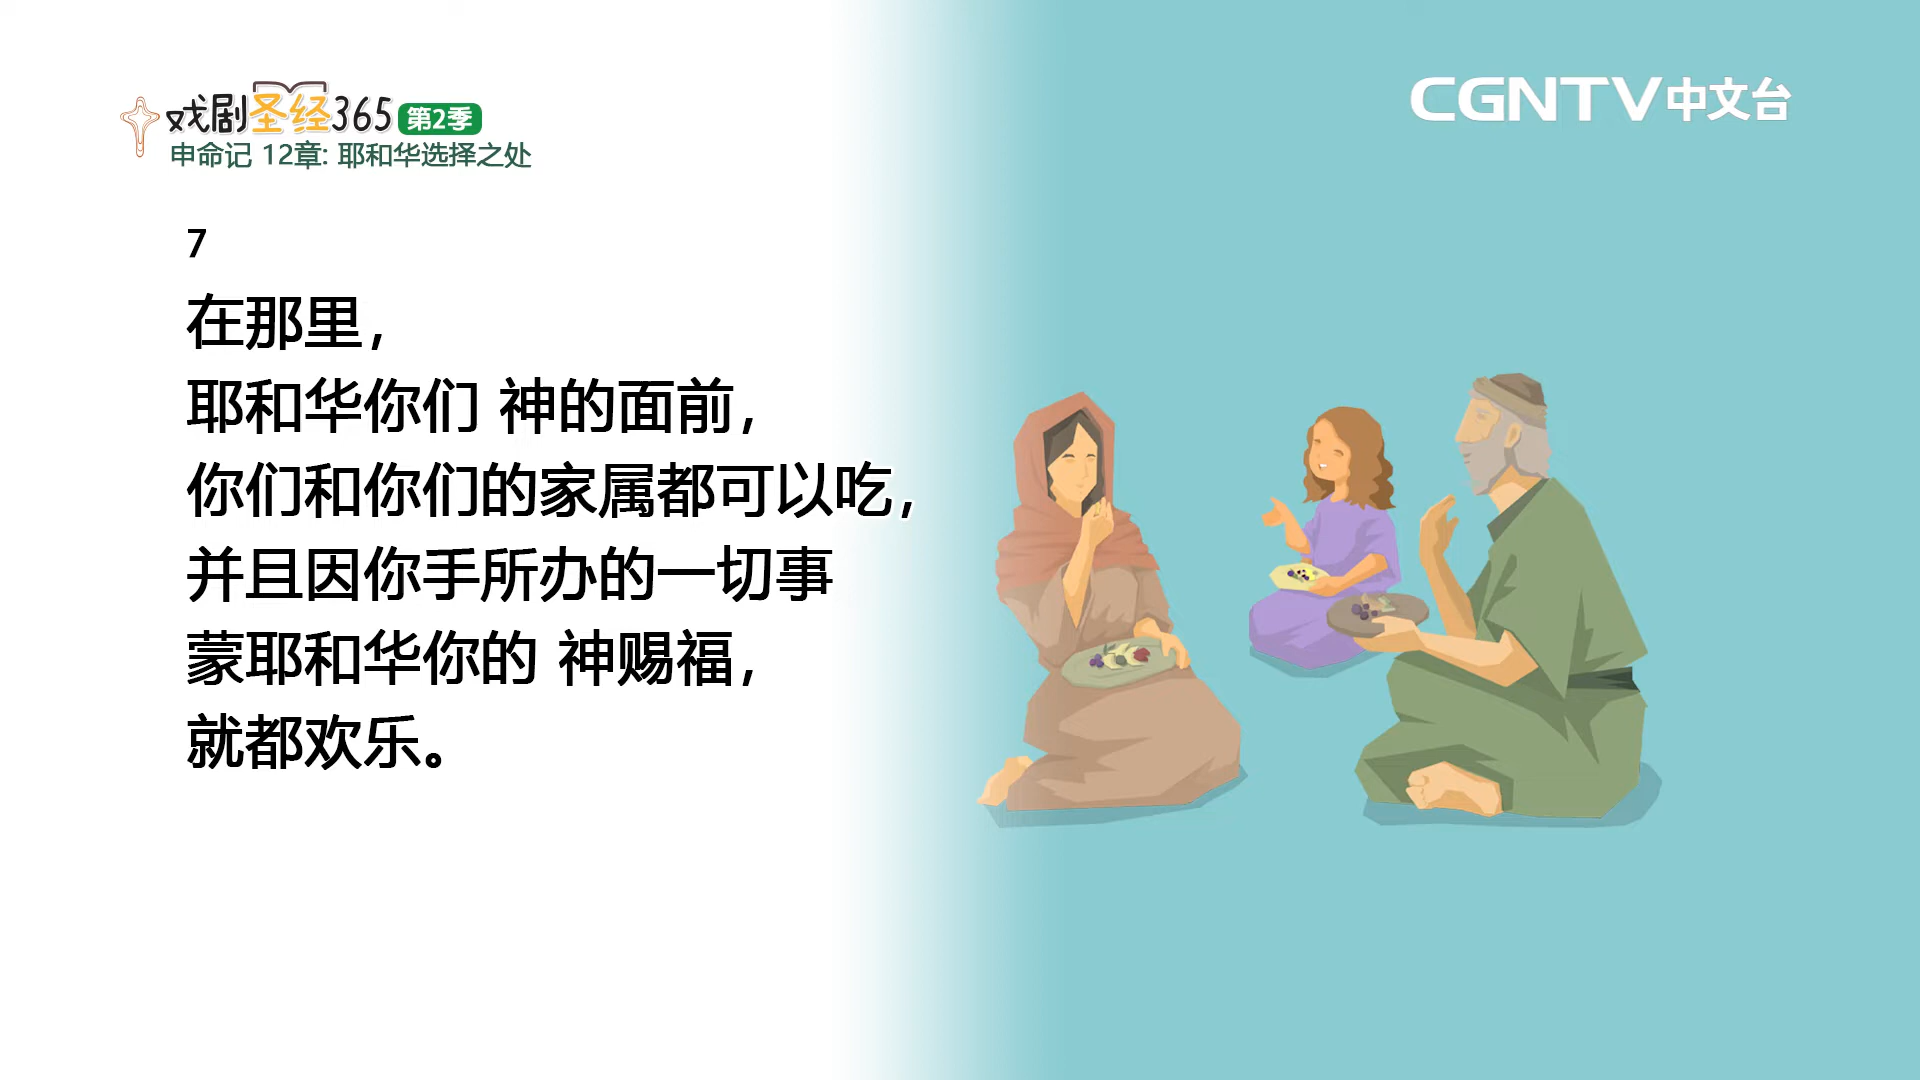 戏剧圣经365 第2季
申命记 12章: 耶和华选择之处
CGNTV中文台
7
在那里，
耶和华你们 神的面前，
你们和你们的家属都可以吃，
并且因你手所办的一切事
蒙耶和华你的 神赐福，
就都欢乐。